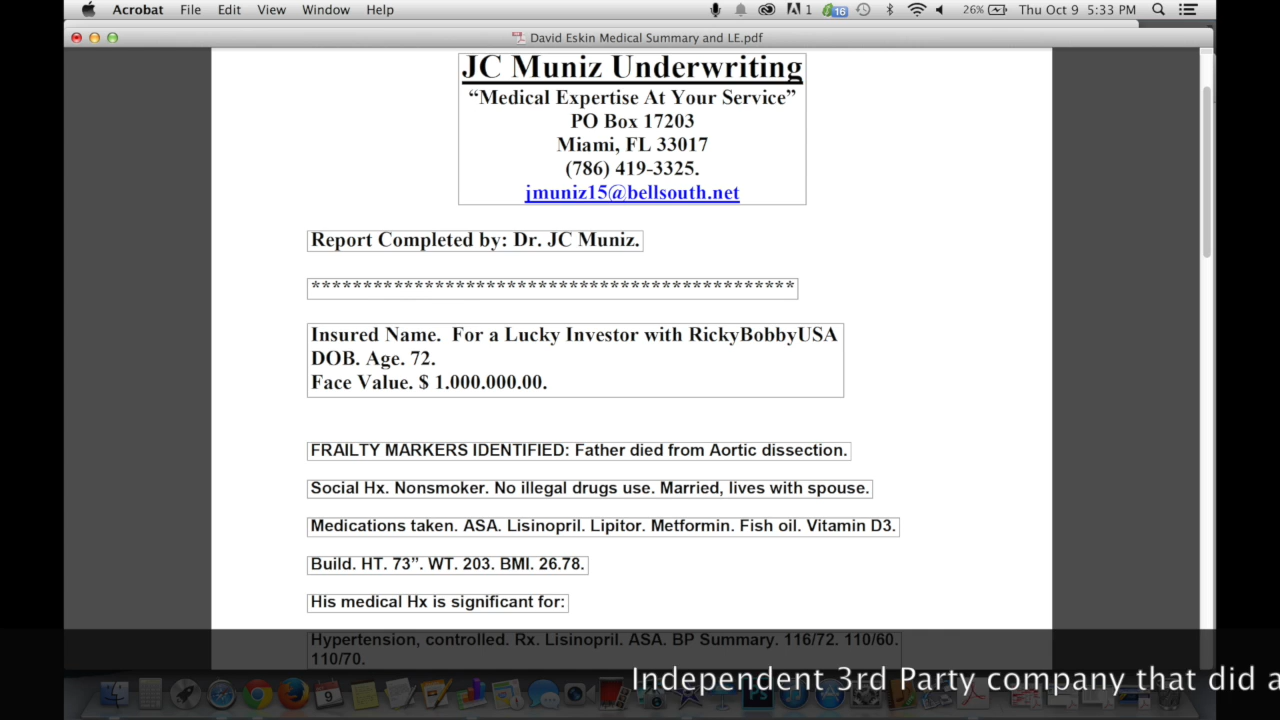 Acrobat File Edit View Window Help 1 16 26% Thu Oct 9 5:33 PM
David Eskin Medical Summary and LE.pdf
JC Muniz Underwriting
“Medical Expertise At Your Service”
PO Box 17203
Miami, FL 33017
(786) 419-3325.
jmuniz15@bellsouth.net
Report Completed by: Dr. JC Muniz.
***********************************************
Insured Name.  For a Lucky Investor with RickyBobbyUSA
DOB. Age. 72.
Face Value. $ 1.000.000.00.
FRAILTY MARKERS IDENTIFIED: Father died from Aortic dissection.
Social Hx. Nonsmoker. No illegal drugs use. Married, lives with spouse.
Medications taken. ASA. Lisinopril. Lipitor. Metformin. Fish oil. Vitamin D3.
Build. HT. 73”. WT. 203. BMI. 26.78.
His medical Hx is significant for:
Hypertension, controlled. Rx. Lisinopril. ASA. BP Summary. 116/72. 110/60.
110/70.
Independent 3rd Party company that did a